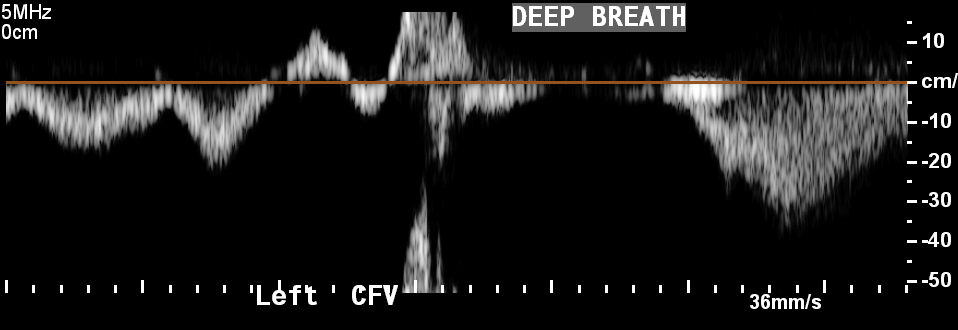 5MHz
0cm
DEEP BREATH
10
cm/
-10
-20
-30
-40
-50
Left CFV
36mm/s